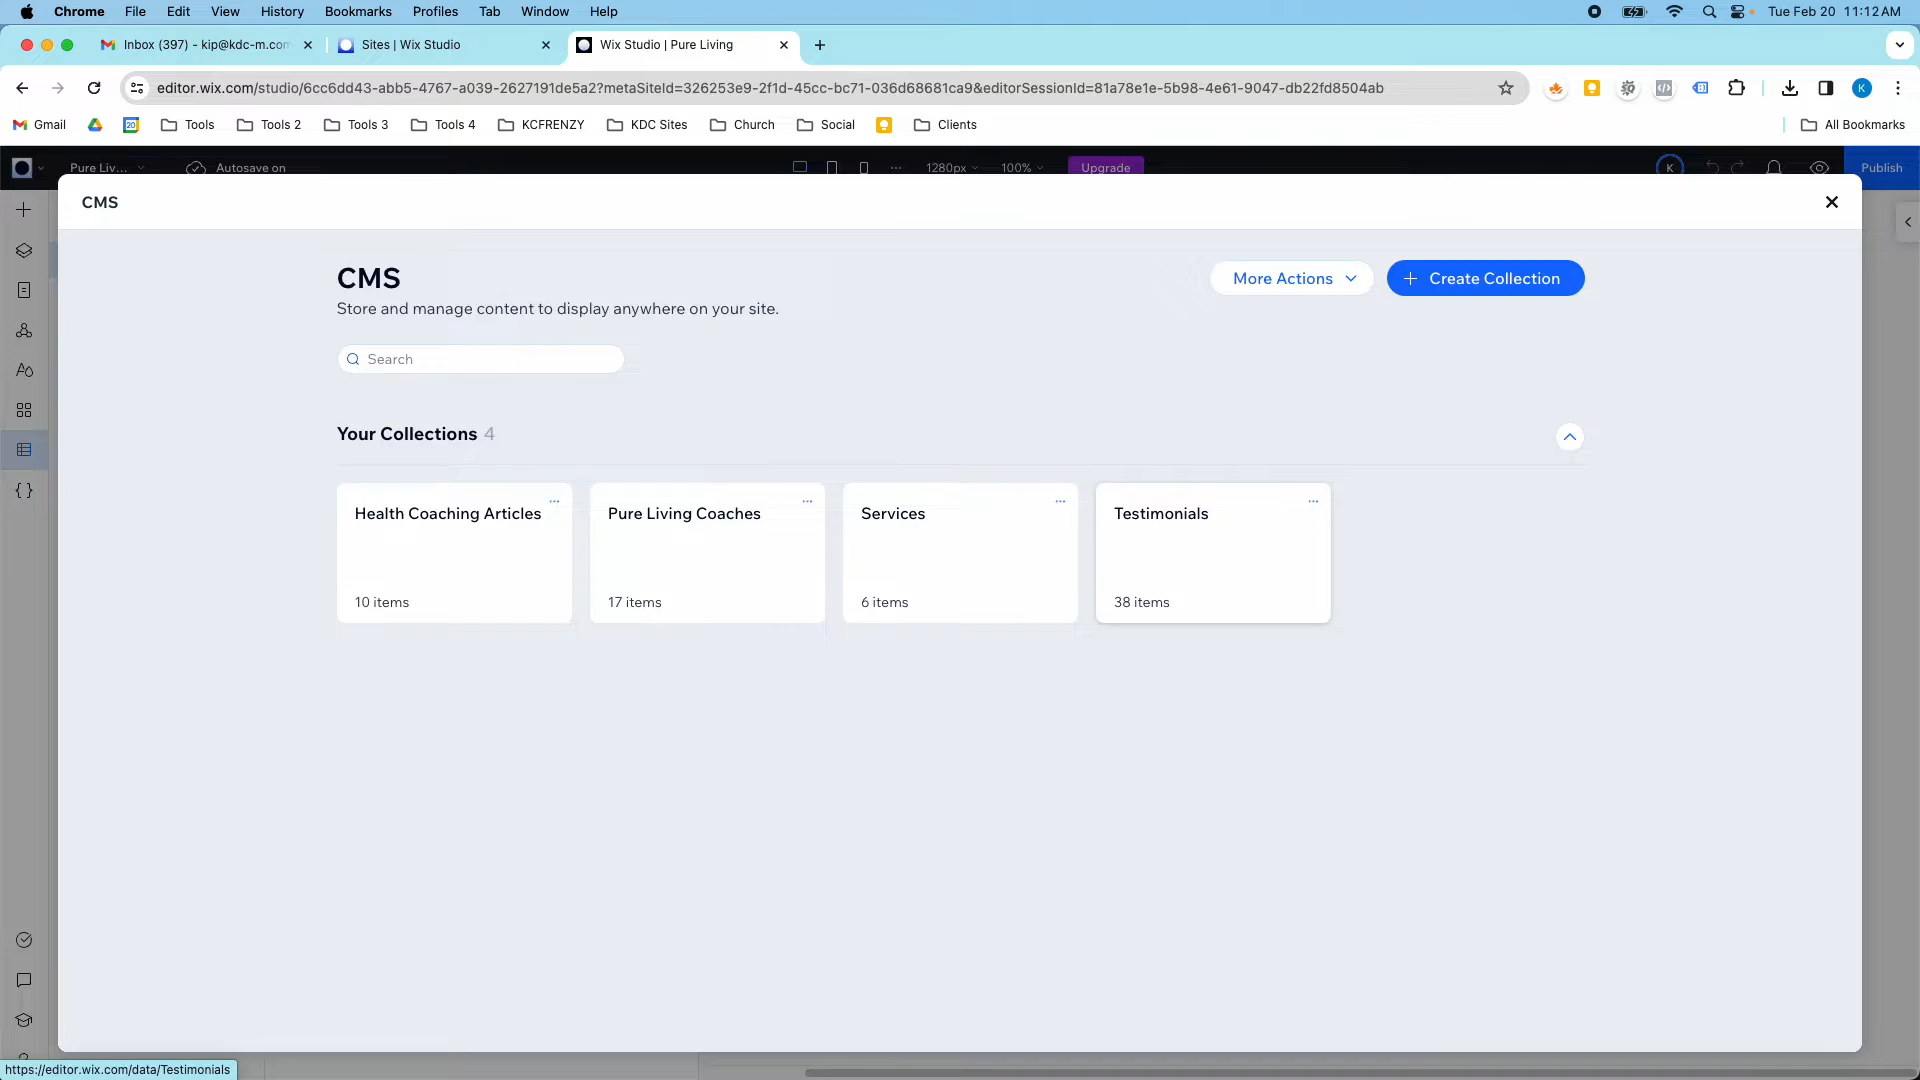 Chrome File Edit View History Bookmarks Profiles Tab Window Help Tue Feb 20 11:12 AM
Inbox (397) - kip@kdc-m.con Sites | Wix Studio Wix Studio | Pure Living
editor.wix.com/studio/6cc6dd43-abb5-4767-a039-2627191de5a2?metaSiteId=326253e9-2f1d-45cc-bc71-036d68681ca9&editorSessionId=81a78e1e-5b98-4e61-9047-db22fd8504ab K
Gmail 20 Tools Tools 2 Tools 3 Tools 4 KCFRENZY KDC Sites Church Social Clients All Bookmarks
Pure Liv... Autosave on ... 1280px 100% Upgrade K Publish
CMS
CMS
Store and manage content to display anywhere on your site.
More Actions
Create Collection
Search
Your Collections 4
Health Coaching Articles Pure Living Coaches Services Testimonials
10 items 17 items 6 items 38 items
https://editor.wix.com/data/Testimonials